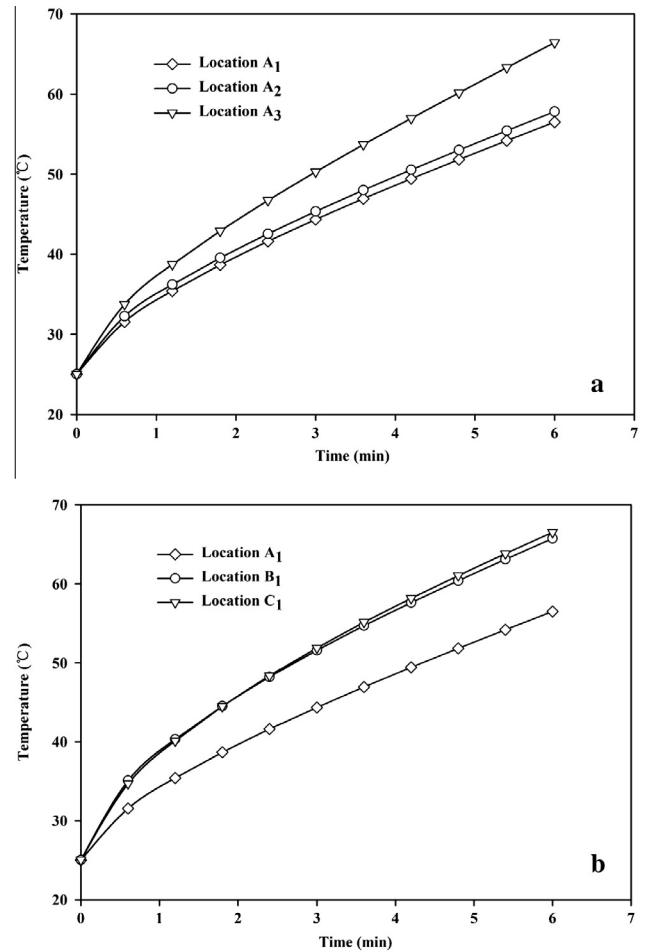 70
60
50
40
30
20
Temperature (℃)
Location A1
Location A2
Location A3
a
0 1 2 3 4 5 6 7
Time (min)
70
60
50
40
30
20
Temperature (℃)
Location A1
Location B1
Location C1
b
0 1 2 3 4 5 6 7
Time (min)